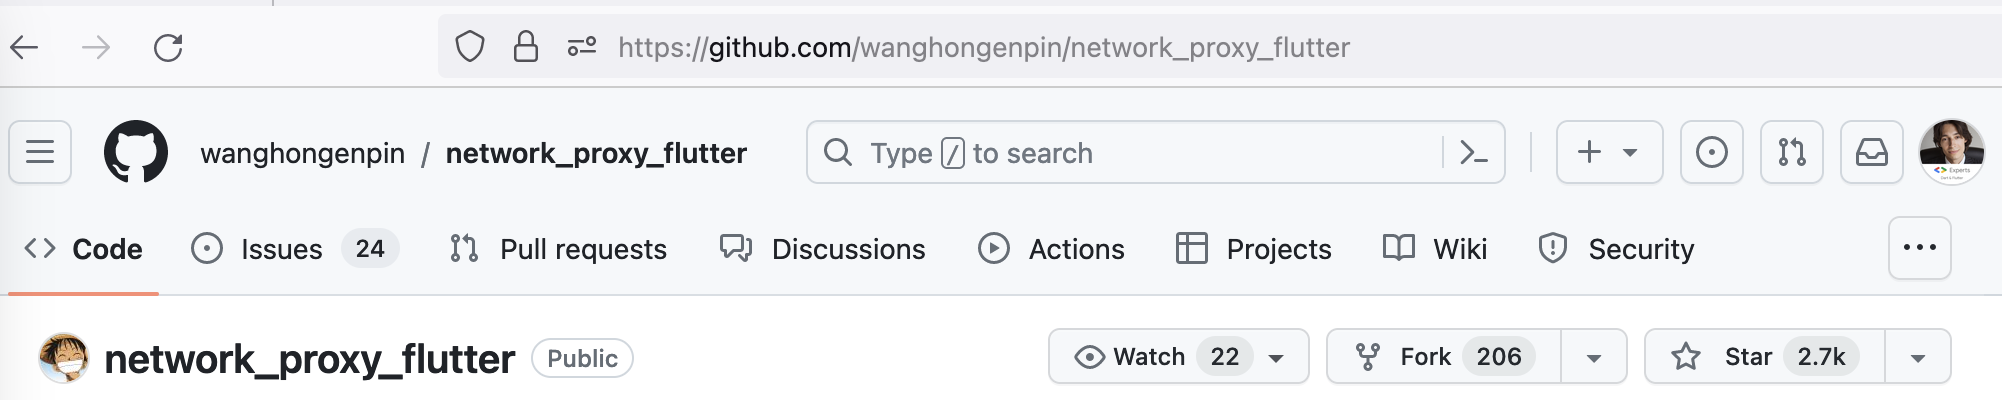 https://github.com/wanghongenpin/network_proxy_flutter
wanghongenpin / network_proxy_flutter Type / to search
Code Issues 24 Pull requests Discussions Actions Projects Wiki Security
network_proxy_flutter Public Watch 22 Fork 206 Star 2.7k
Experts